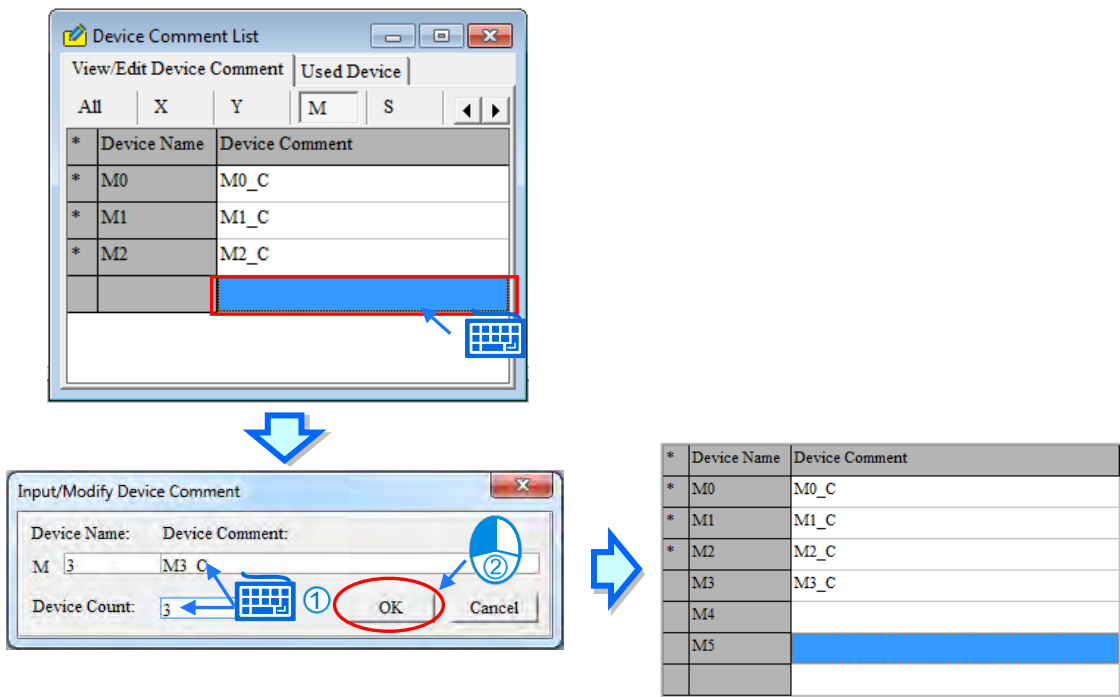 Device Comment List
View/Edit Device Comment Used Device
All X Y M S
* Device Name Device Comment
* M0 M0_C
* M1 M1_C
* M2 M2_C
Input/Modify Device Comment
Device Name: Device Comment:
M 3 M3_C
②
Device Count: 3 ① OK Cancel
* Device Name Device Comment
* M0 M0_C
* M1 M1_C
* M2 M2_C
M3 M3_C
M4
M5